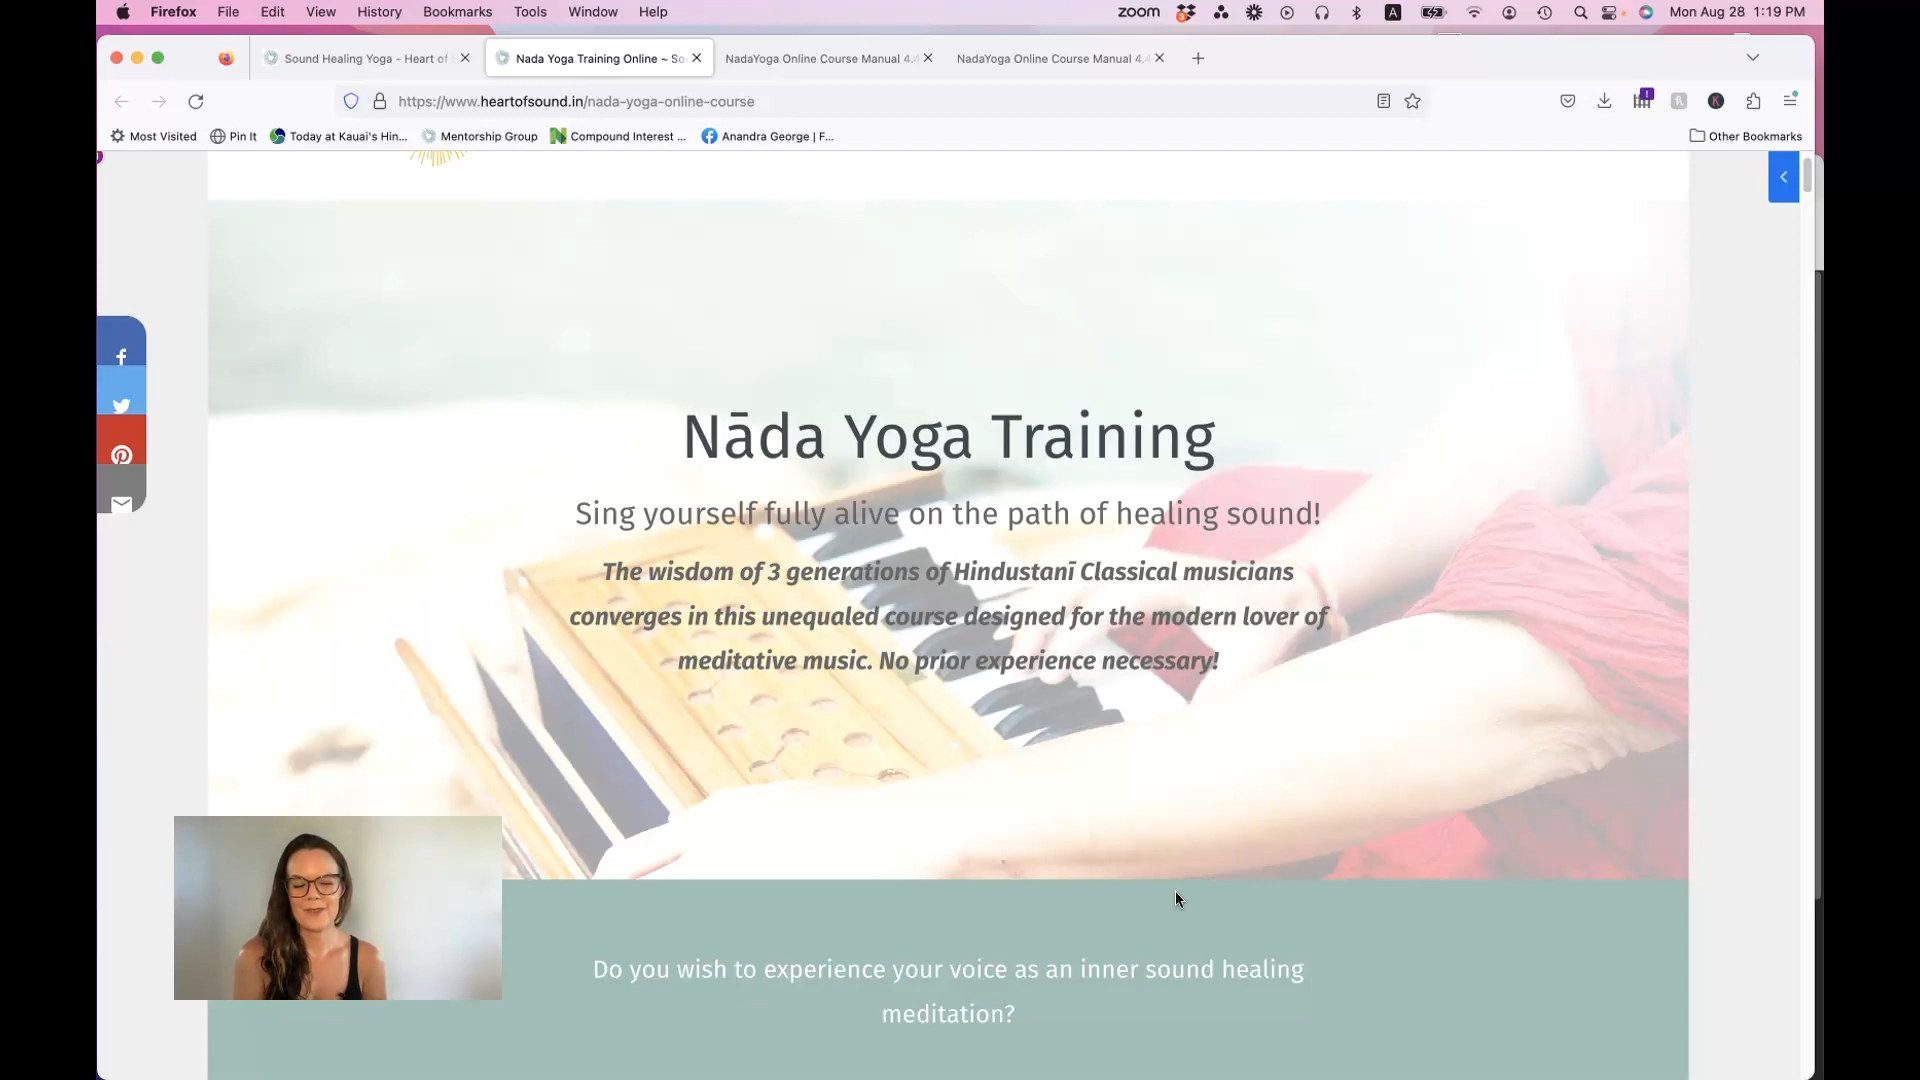 Firefox File Edit View History Bookmarks Tools Window Help zoom 3 A Mon Aug 28 1:19 PM
Sound Healing Yoga - Heart of Nada Yoga Training Online ~ So NadaYoga Online Course Manual 4. NadaYoga Online Course Manual 4.
https://www.heartofsound.in/nada-yoga-online-course
Most Visited Pin It Today at Kauai's Hin... Mentorship Group Compound Interest ... Anandra George | F... Other Bookmarks
Nāda Yoga Training
Sing yourself fully alive on the path of healing sound!
The wisdom of 3 generations of Hindustanī Classical musicians
converges in this unequaled course designed for the modern lover of
meditative music. No prior experience necessary!
Do you wish to experience your voice as an inner sound healing
meditation?